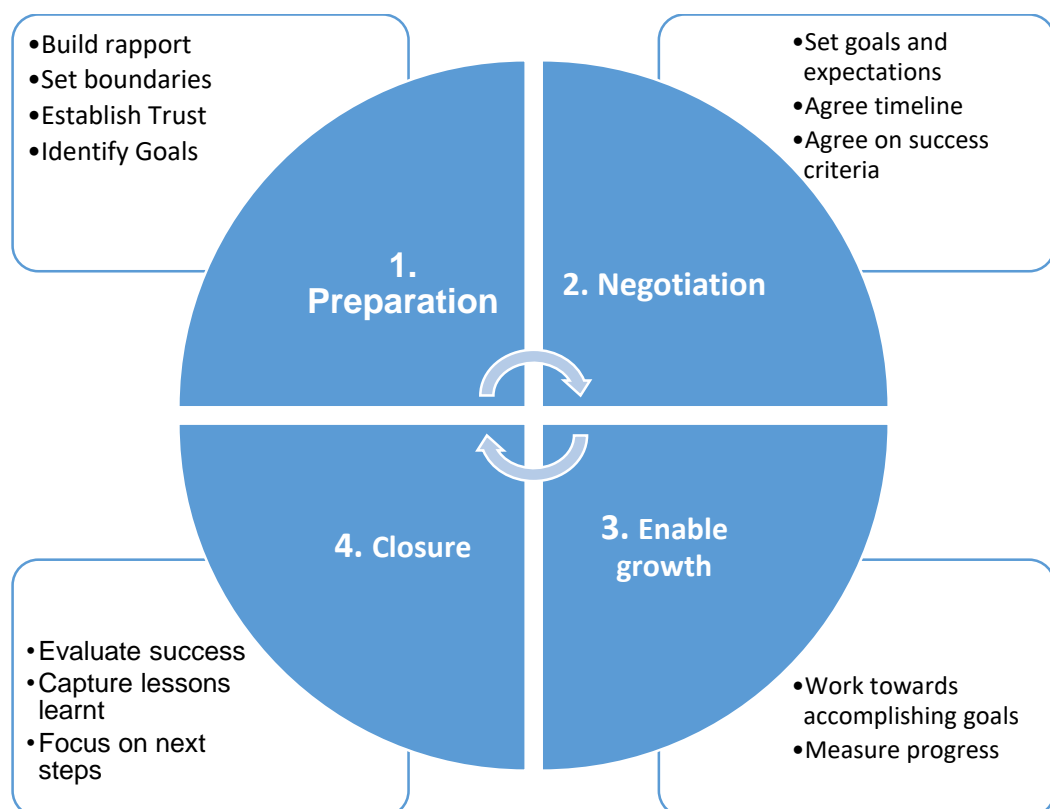 •Build rapport
•Set boundaries
•Establish Trust
•Identify Goals
1.
Preparation
•Set goals and
expectations
•Agree timeline
•Agree on success
criteria
2. Negotiation
3. Enable
growth
•Work towards
accomplishing goals
•Measure progress
4. Closure
•Evaluate success
•Capture lessons
learnt
•Focus on next
steps